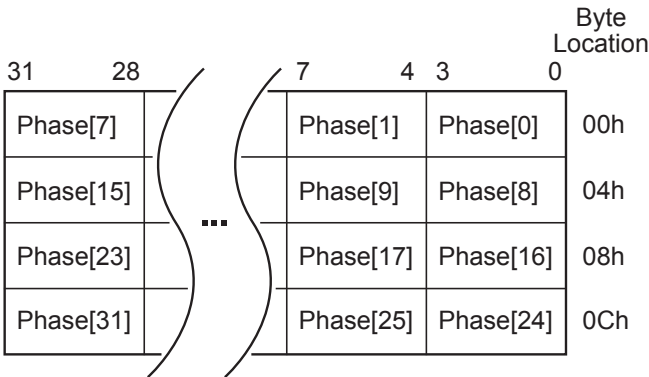 Byte
Location
31 28 7 4 3 0
Phase[7] Phase[1] Phase[0] 00h
Phase[15] Phase[9] Phase[8] 04h
...
Phase[23] Phase[17] Phase[16] 08h
Phase[31] Phase[25] Phase[24] 0Ch